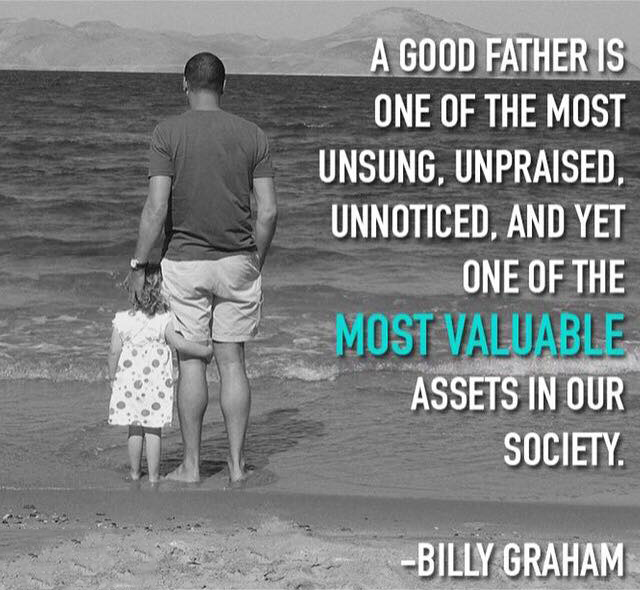 A GOOD FATHER IS
ONE OF THE MOST
UNSUNG, UNPRAISED,
UNNOTICED, AND YET
ONE OF THE
MOST VALUABLE
ASSETS IN OUR
SOCIETY.
-BILLY GRAHAM